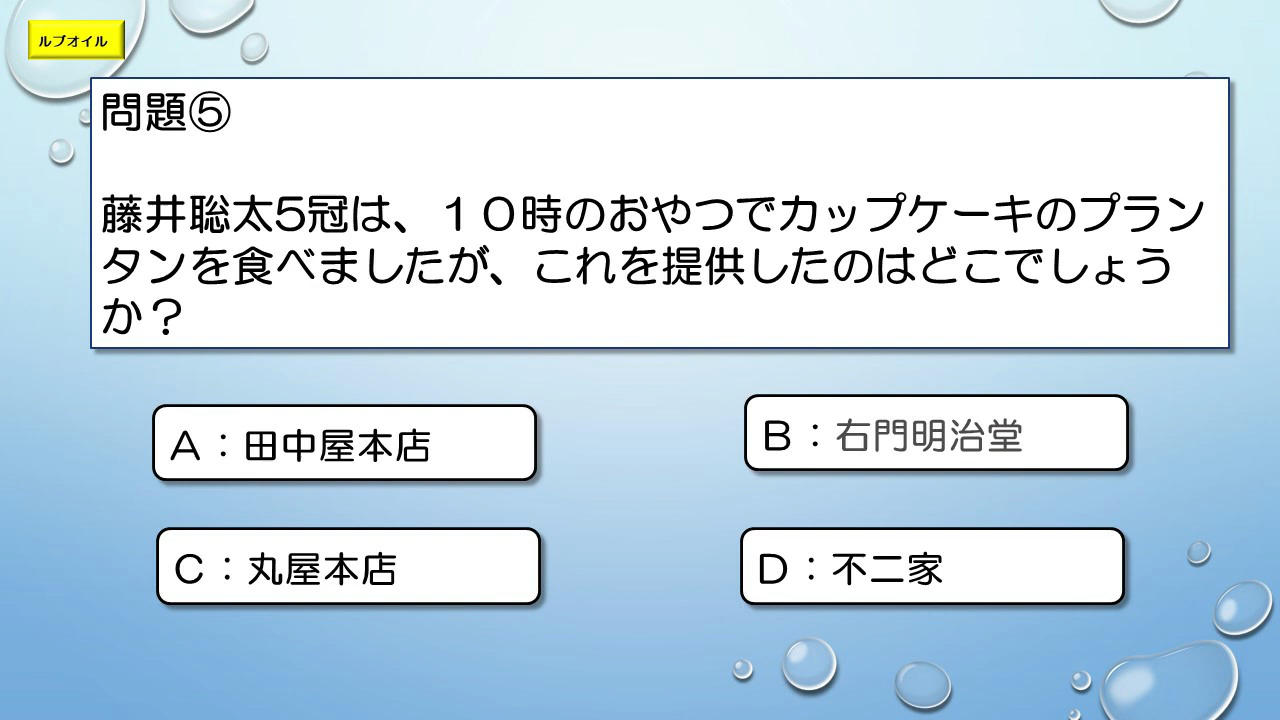 ルブオイル
問題⑤
藤井聡太5冠は、１０時のおやつでカップケーキのプラン
タンを食べましたが、これを提供したのはどこでしょう
か？
Ａ：田中屋本店
Ｂ：右門明治堂
Ｃ：丸屋本店
Ｄ：不二家